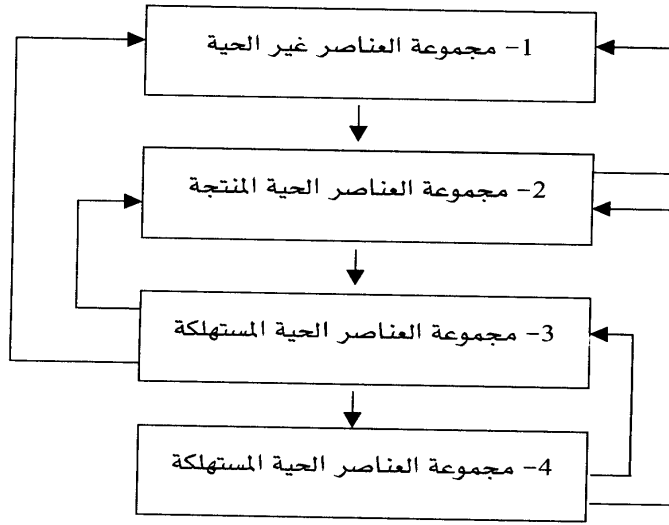 1- مجموعة العناصر غير الحية
2- مجموعة العناصر الحية المنتجة
3- مجموعة العناصر الحية المستهلكة
4- مجموعة العناصر الحية المستهلكة